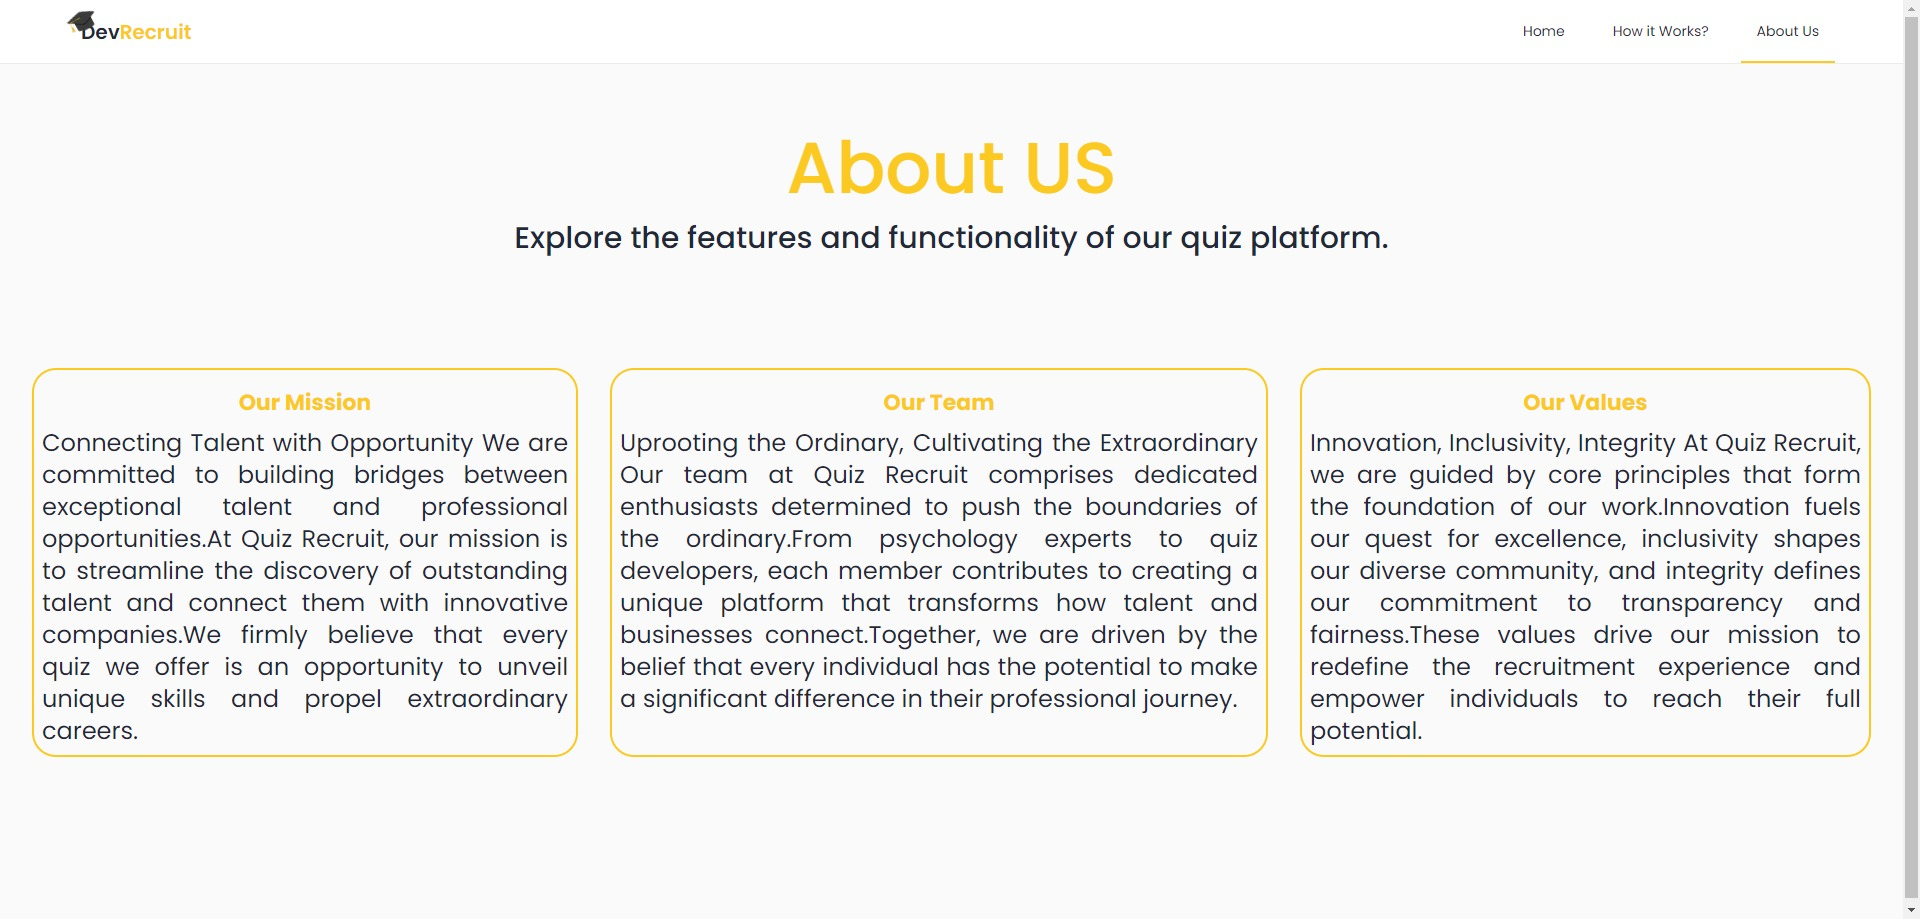 DevRecruit
Home
How it Works?
About Us
About US
Explore the features and functionality of our quiz platform.
Our Mission
Connecting Talent with Opportunity We are
committed to building bridges between
exceptional talent and professional
opportunities.At Quiz Recruit, our mission is
to streamline the discovery of outstanding
talent and connect them with innovative
companies.We firmly believe that every
quiz we offer is an opportunity to unveil
unique skills and propel extraordinary
careers.
Our Team
Uprooting the Ordinary, Cultivating the Extraordinary
Our team at Quiz Recruit comprises dedicated
enthusiasts determined to push the boundaries of
the ordinary.From psychology experts to quiz
developers, each member contributes to creating a
unique platform that transforms how talent and
businesses connect.Together, we are driven by the
belief that every individual has the potential to make
a significant difference in their professional journey.
Our Values
Innovation, Inclusivity, Integrity At Quiz Recruit,
we are guided by core principles that form
the foundation of our work.Innovation fuels
our quest for excellence, inclusivity shapes
our diverse community, and integrity defines
our commitment to transparency and
fairness.These values drive our mission to
redefine the recruitment experience and
empower individuals to reach their full
potential.